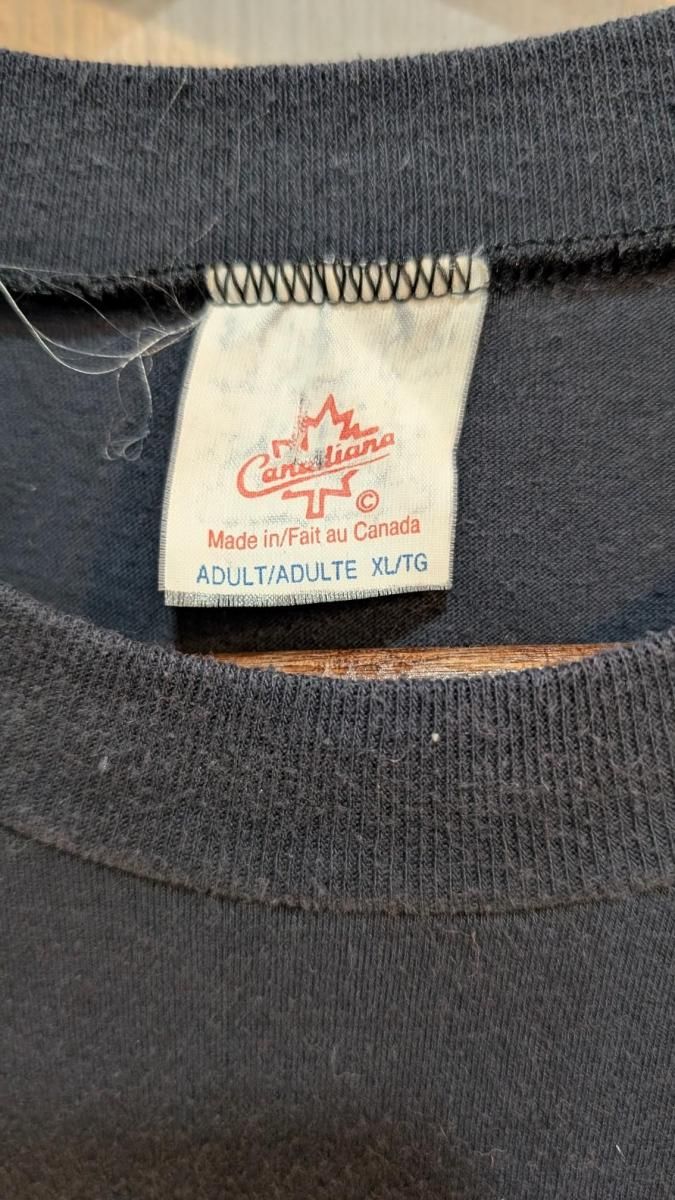 Canadiana
©
Made in/Fait au Canada
ADULT/ADULTE XL/TG